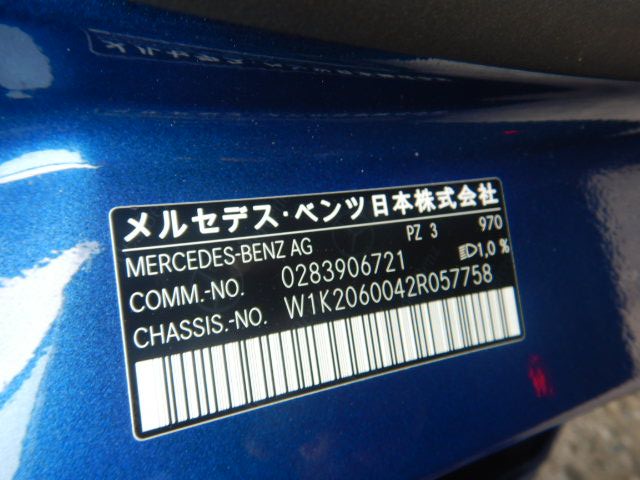 メルセデス・ベンツ日本株式会社
MERCEDES-BENZ AG PZ 3 970
COMM.-NO. 0283906721 1,0 %
CHASSIS.-NO. W1K2060042R057758